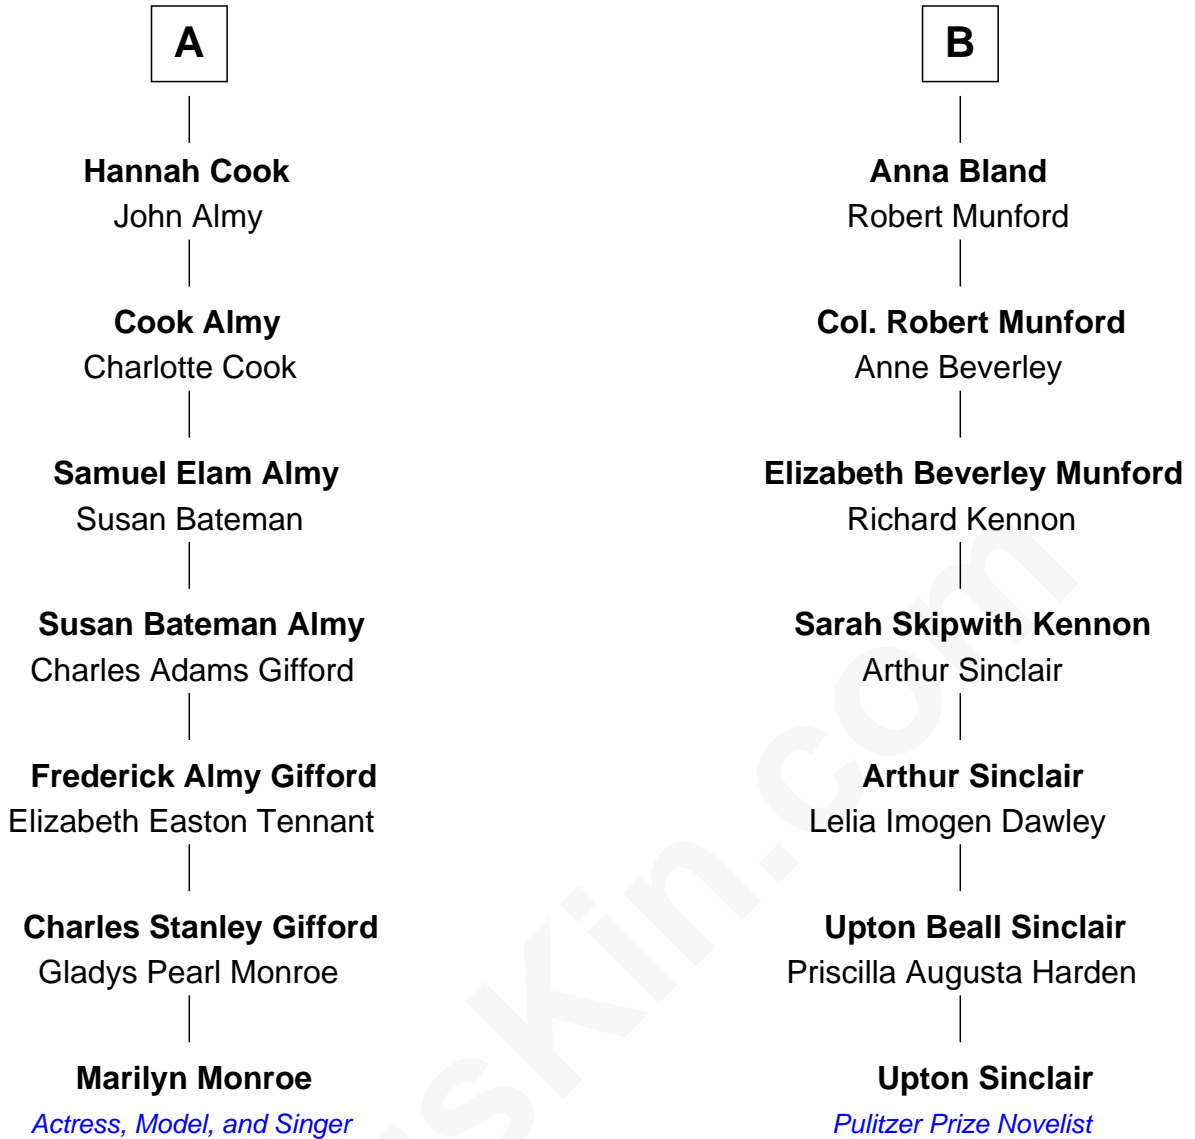 A
Hannah Cook
John Almy
Cook Almy
Charlotte Cook
Samuel Elam Almy
Susan Bateman
Susan Bateman Almy
Charles Adams Gifford
Frederick Almy Gifford
Elizabeth Easton Tennant
Charles Stanley Gifford
Gladys Pearl Monroe
Marilyn Monroe
Actress, Model, and Singer
B
Anna Bland
Robert Munford
Col. Robert Munford
Anne Beverley
Elizabeth Beverley Munford
Richard Kennon
Sarah Skipwith Kennon
Arthur Sinclair
Arthur Sinclair
Lelia Imogen Dawley
Upton Beall Sinclair
Priscilla Augusta Harden
Upton Sinclair
Pulitzer Prize Novelist
usKin.com